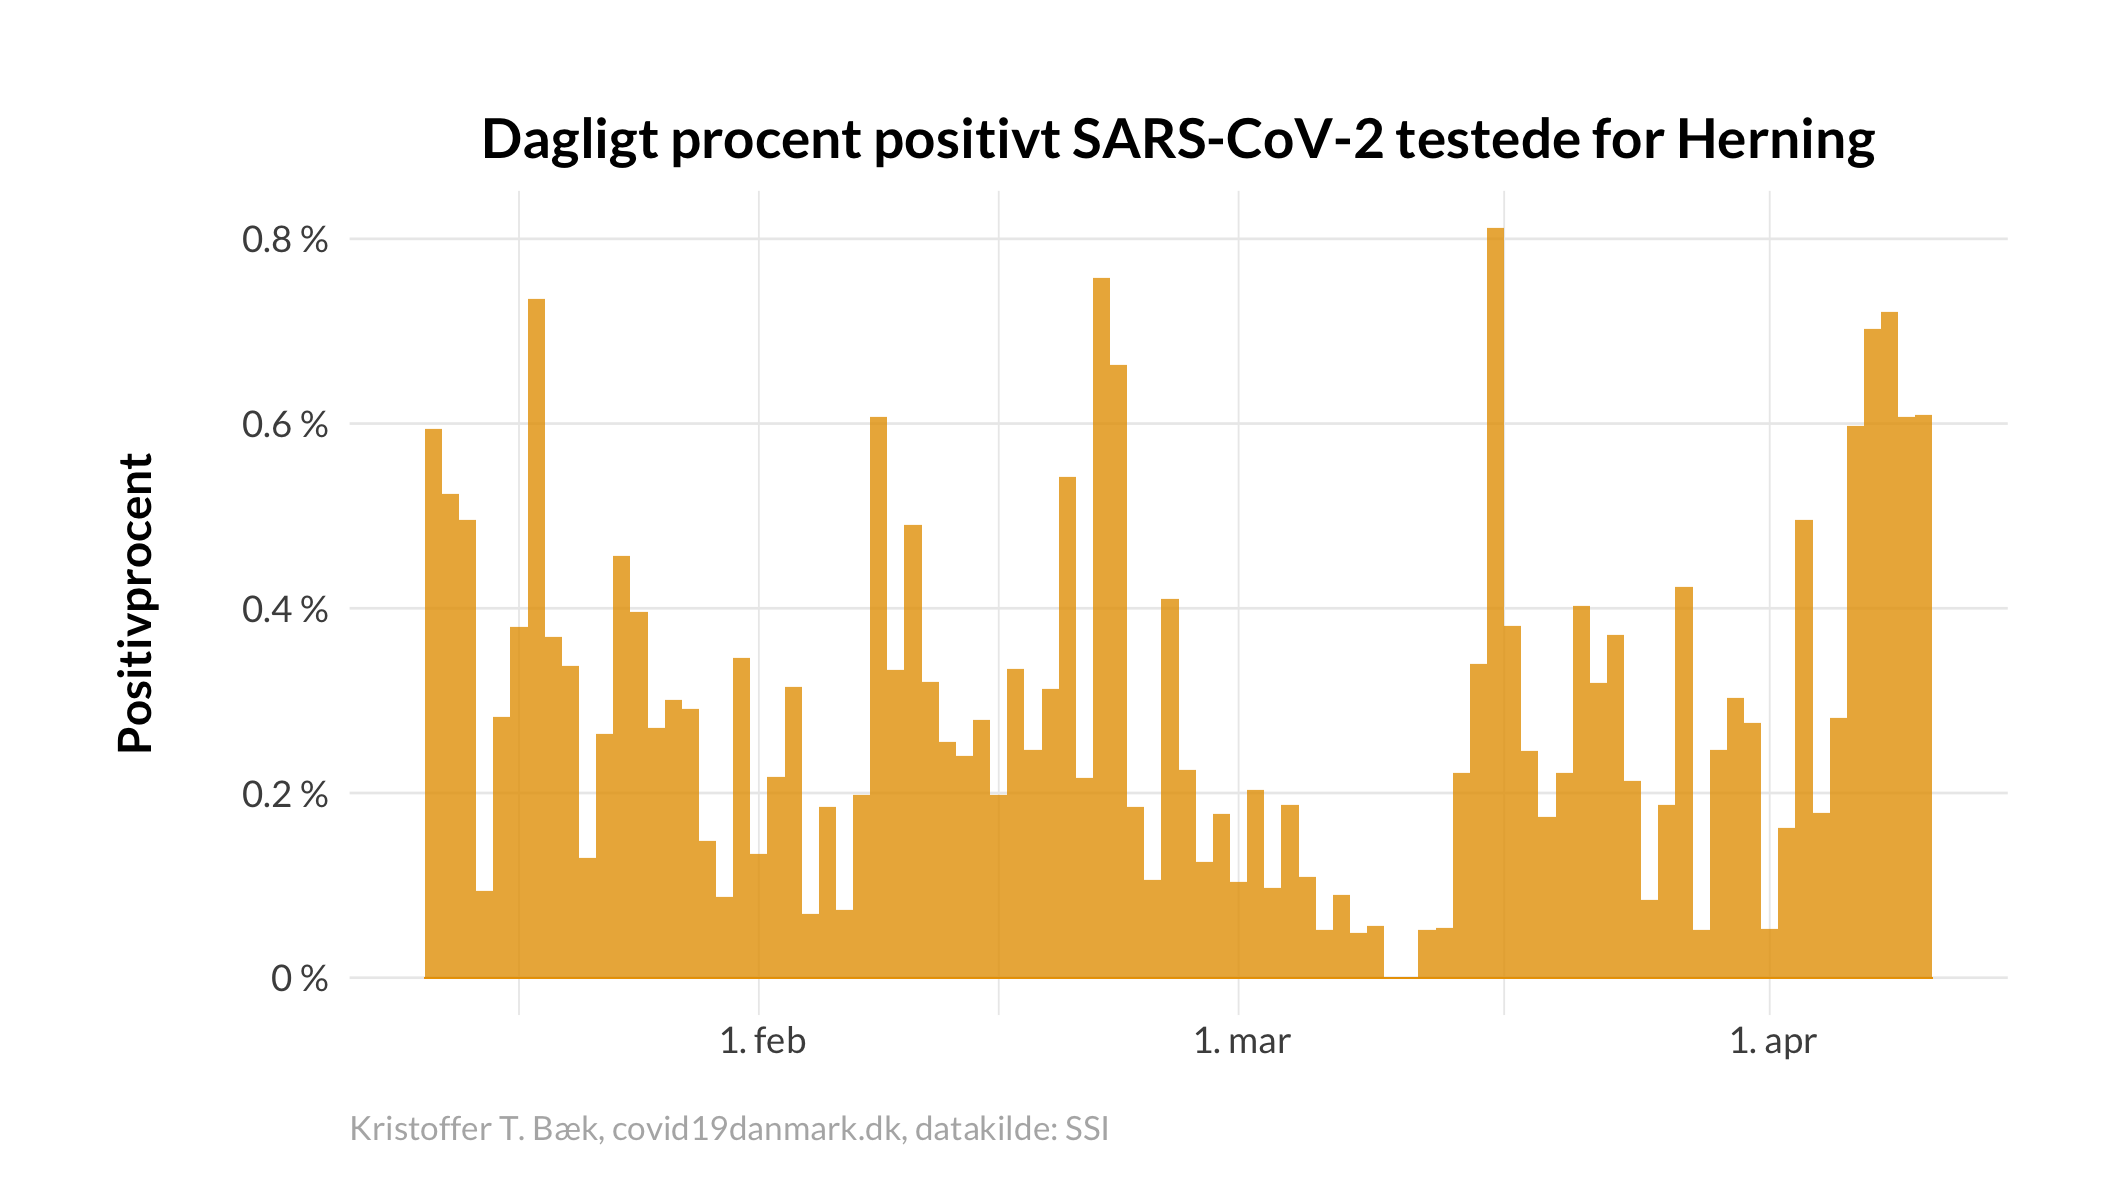 Dagligt procent positivt SARS-CoV-2 testede for Herning
Positivprocent
0.8 %
0.6 %
0.4 %
0.2 %
0 %
1. feb
1. mar
1. apr
Kristoffer T. Bæk, covid19danmark.dk, datakilde: SSI